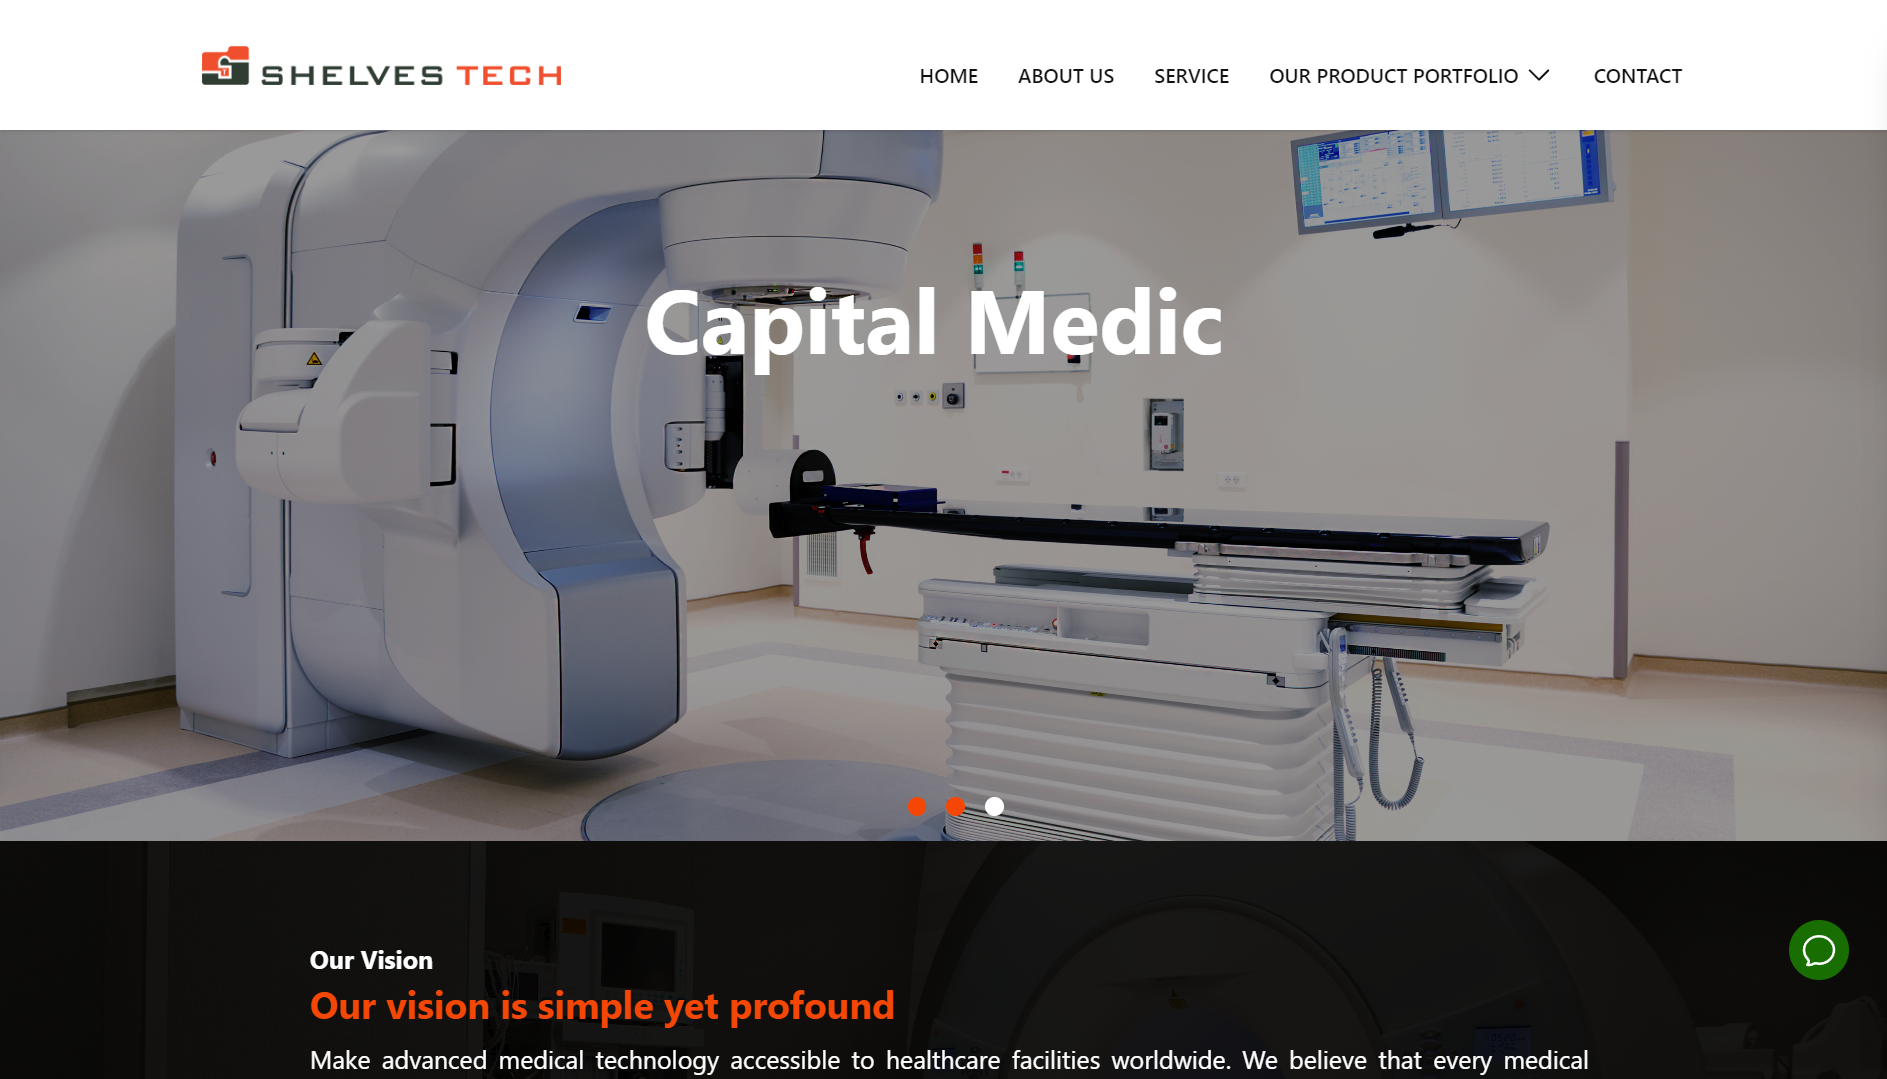 SHELVES TECH
HOME ABOUT US SERVICE OUR PRODUCT PORTFOLIO CONTACT
Capital Medic
Our Vision
Our vision is simple yet profound
Make advanced medical technology accessible to healthcare facilities worldwide. We believe that every medical